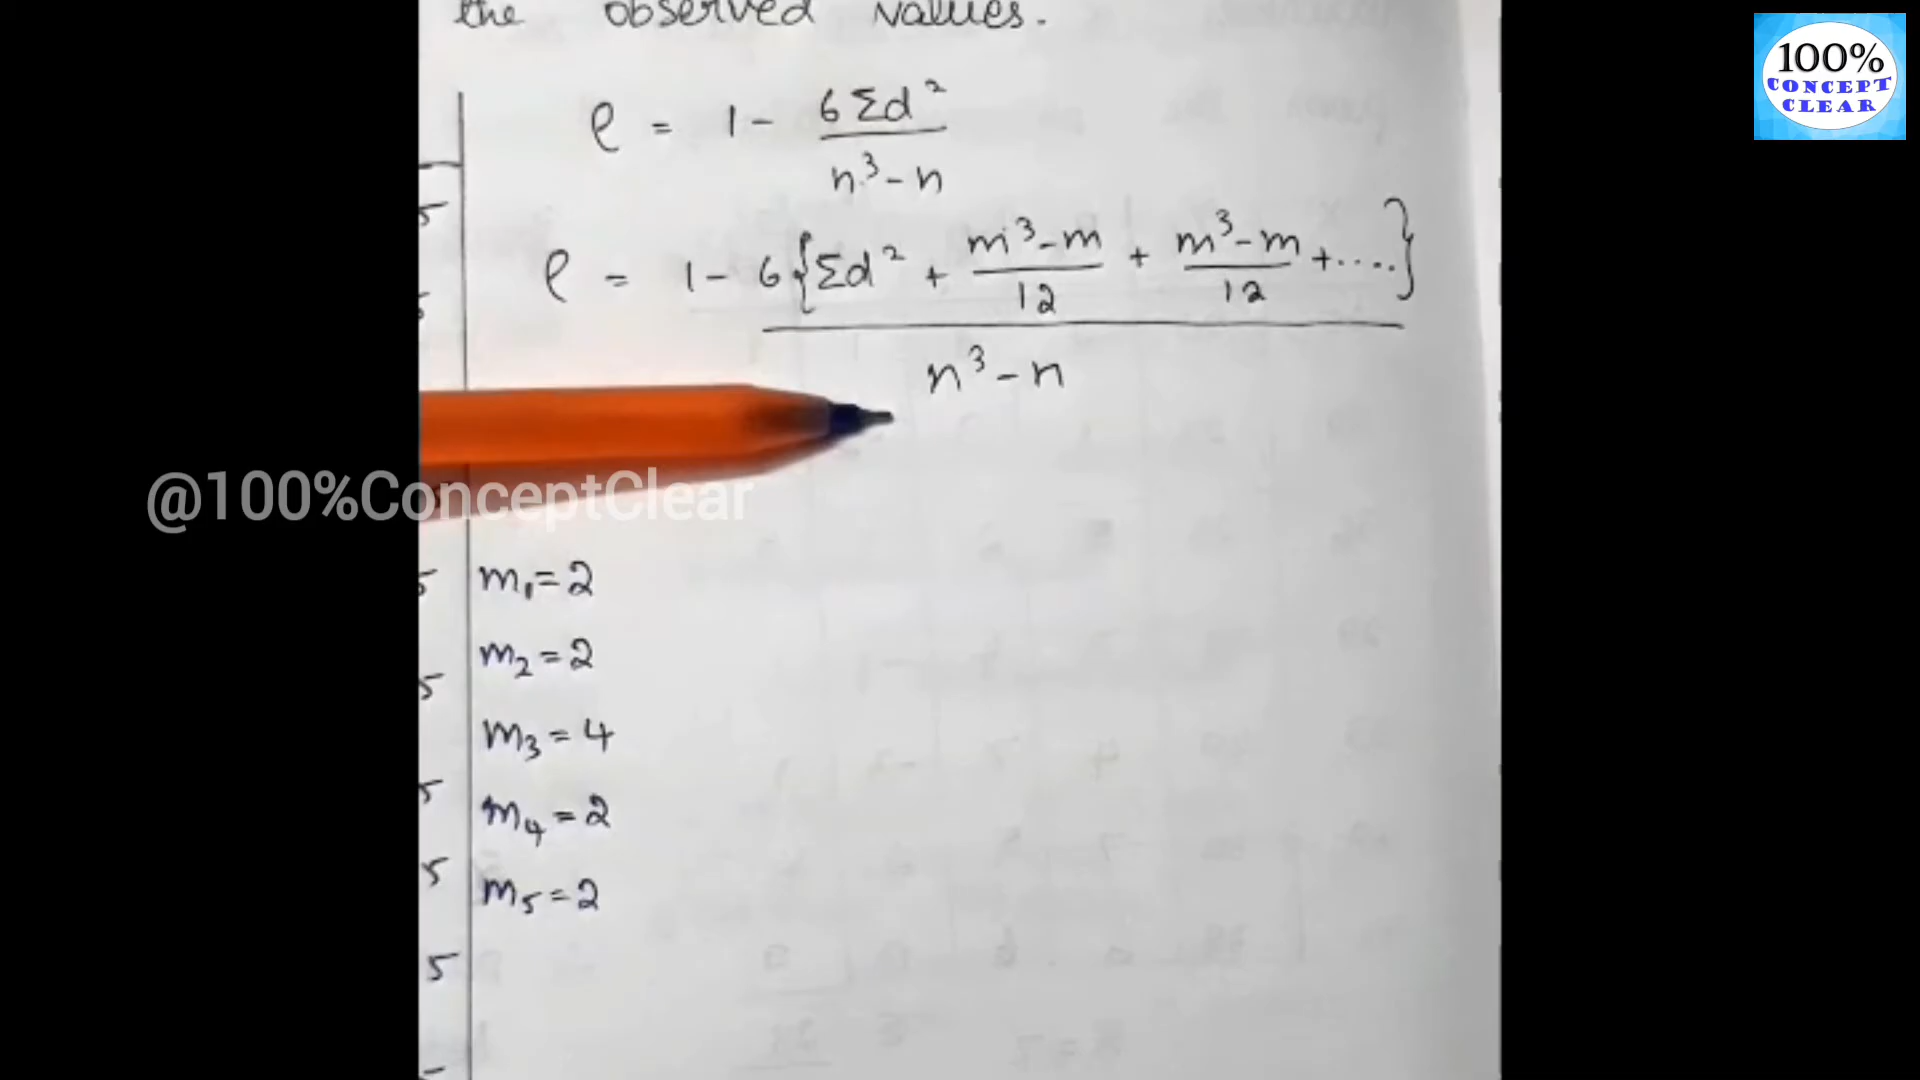 the observed values.
100%
CONCEPT
CLEAR
ρ = 1 - 6Σd² / n³-n
ρ = 1 - 6{Σd² + m³-m/12 + m³-m/12 + ....} / n³-n
@100%ConceptClear
m₁=2
m₂=2
m₃=4
m₄=2
m₅=2
5